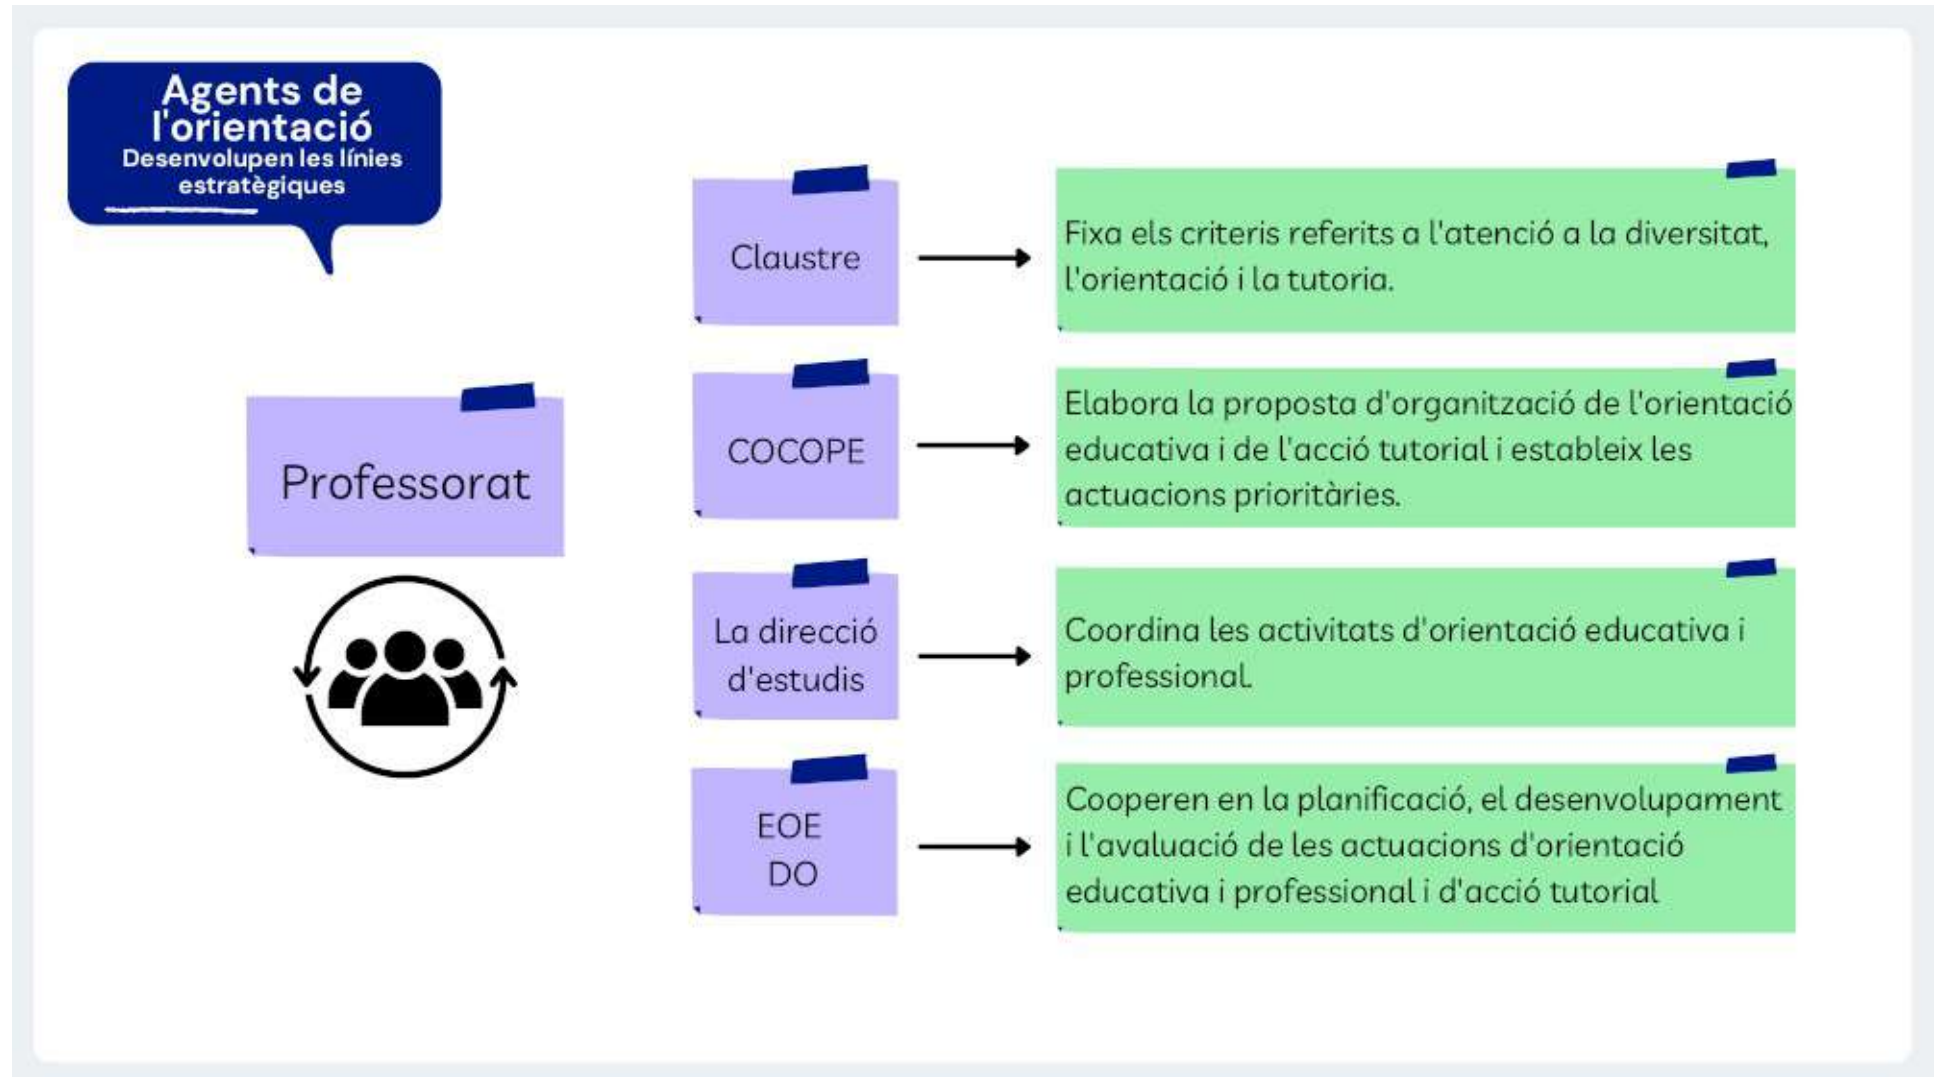 Agents de
l'orientació
Desenvolupen les línies
estratègiques
Professorat
Claustre
Fixa els criteris referits a l'atenció a la diversitat,
l'orientació i la tutoria.
COCOPE
Elabora la proposta d'organització de l'orientació
educativa i de l'acció tutorial i estableix les
actuacions prioritàries.
La direcció
d'estudis
Coordina les activitats d'orientació educativa i
professional.
EOE
DO
Cooperen en la planificació, el desenvolupament
i l'avaluació de les actuacions d'orientació
educativa i professional i d'acció tutorial